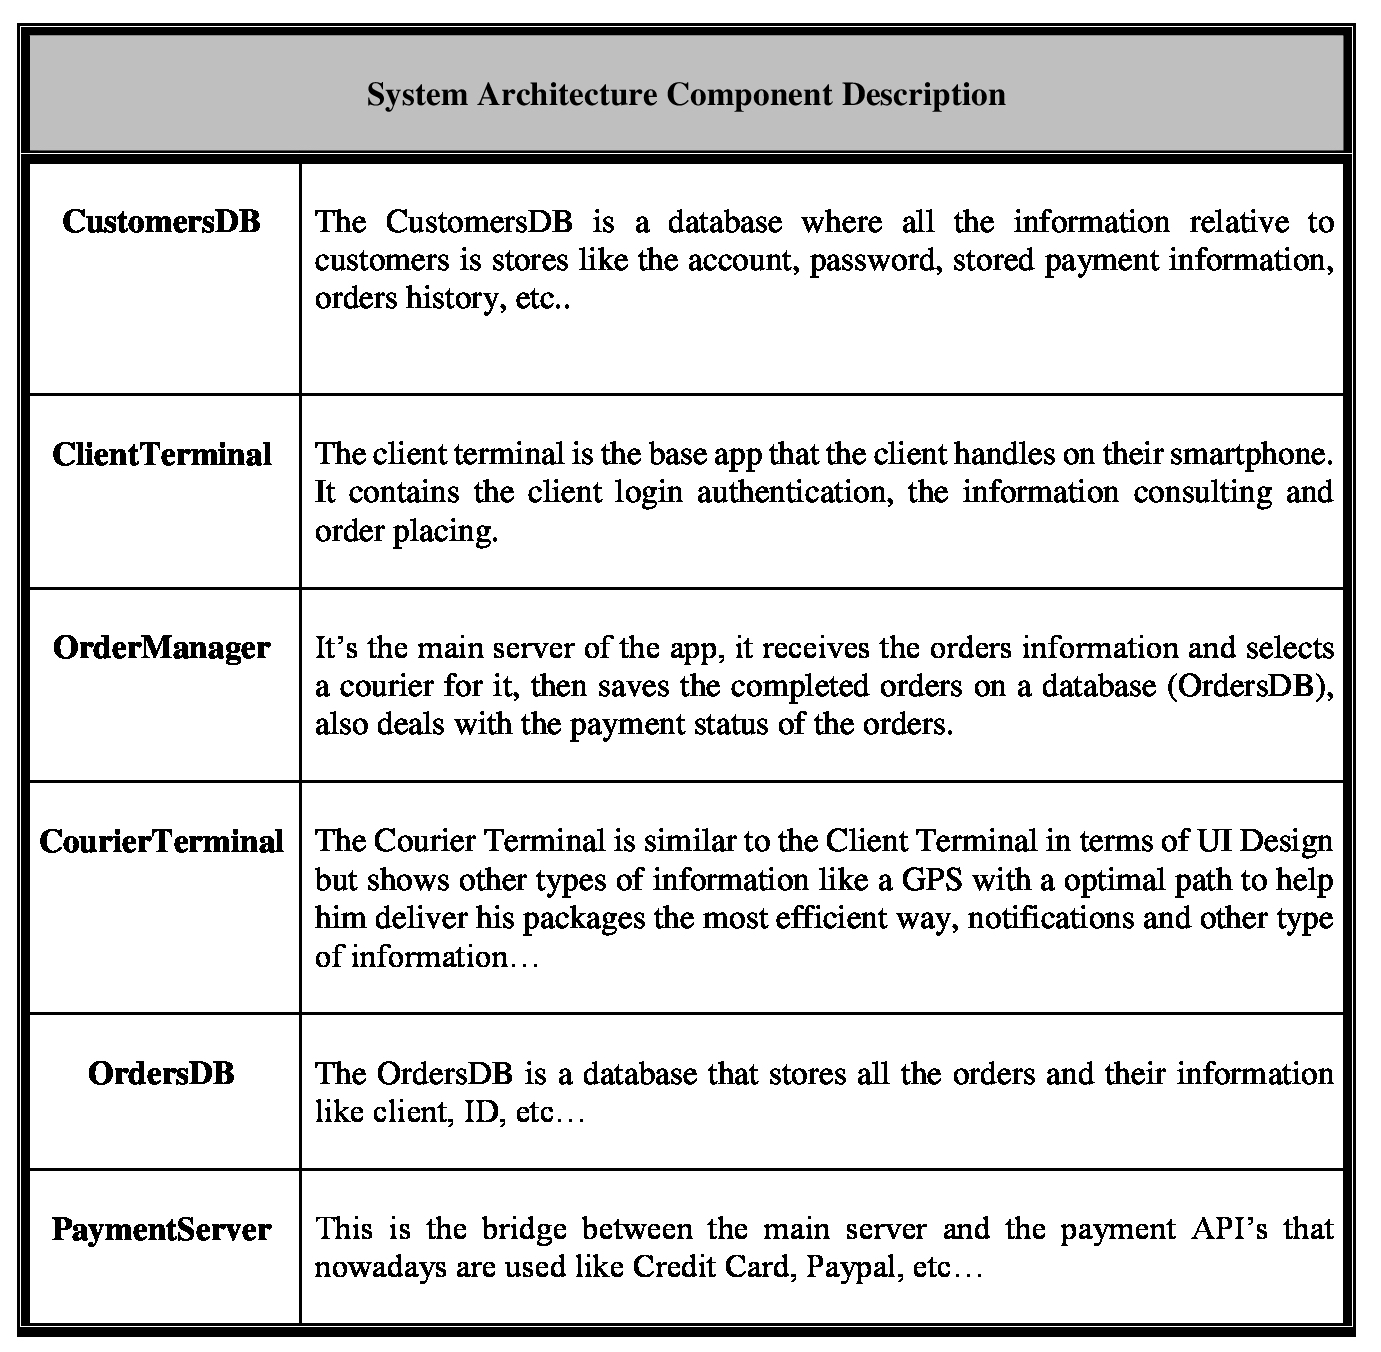 System Architecture Component Description
CustomersDB
The CustomersDB is a database where all the information relative to
customers is stores like the account, password, stored payment information,
orders history, etc..
ClientTerminal
The client terminal is the base app that the client handles on their smartphone.
It contains the client login authentication, the information consulting and
order placing.
OrderManager
It’s the main server of the app, it receives the orders information and selects
a courier for it, then saves the completed orders on a database (OrdersDB),
also deals with the payment status of the orders.
CourierTerminal
The Courier Terminal is similar to the Client Terminal in terms of UI Design
but shows other types of information like a GPS with a optimal path to help
him deliver his packages the most efficient way, notifications and other type
of information…
OrdersDB
The OrdersDB is a database that stores all the orders and their information
like client, ID, etc…
PaymentServer
This is the bridge between the main server and the payment API’s that
nowadays are used like Credit Card, Paypal, etc…